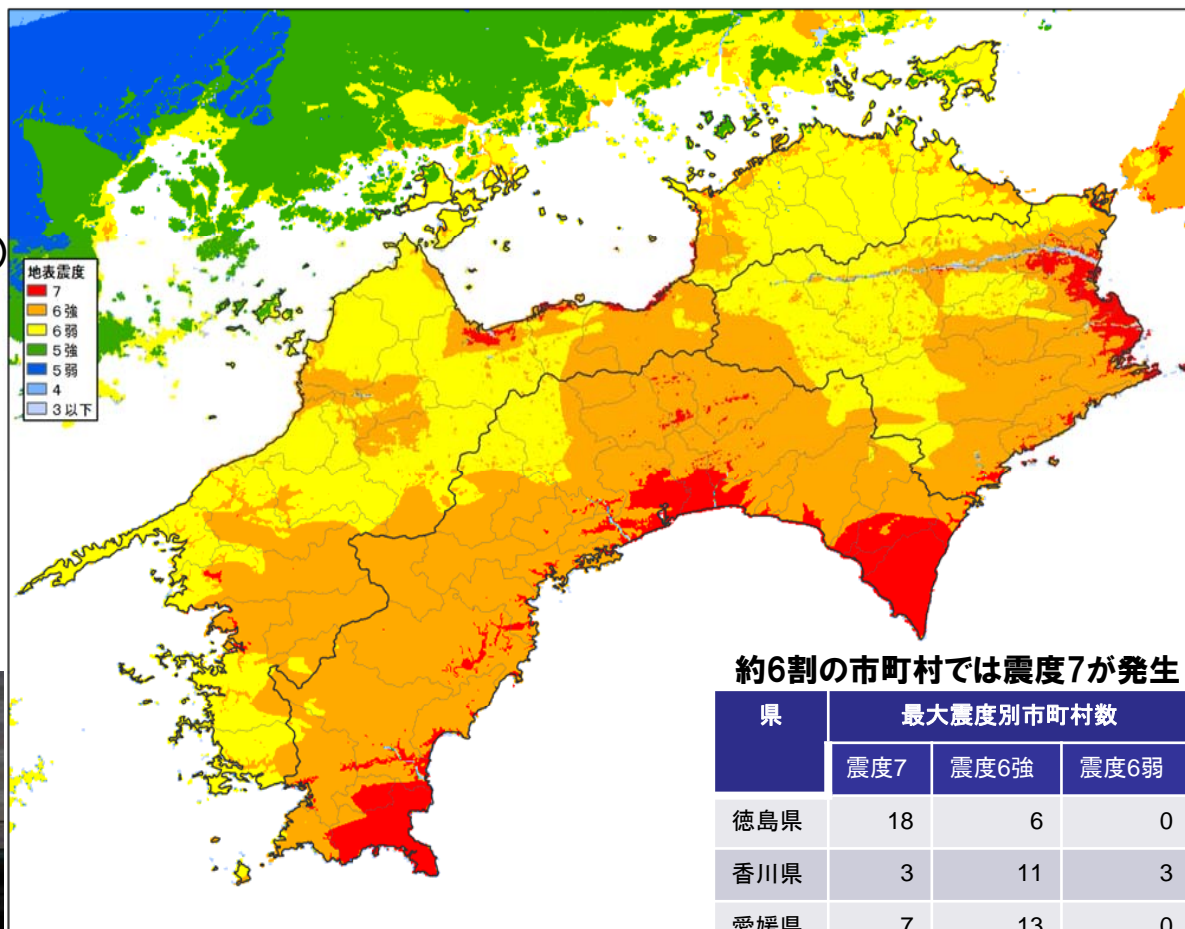 )
地表震度
7
6強
6弱
5強
5弱
4
3以下
約6割の市町村では震度7が発生
県 最大震度別市町村数
震度7 震度6強 震度6弱
徳島県 18 6 0
香川県 3 11 3
愛媛県 7 13 0